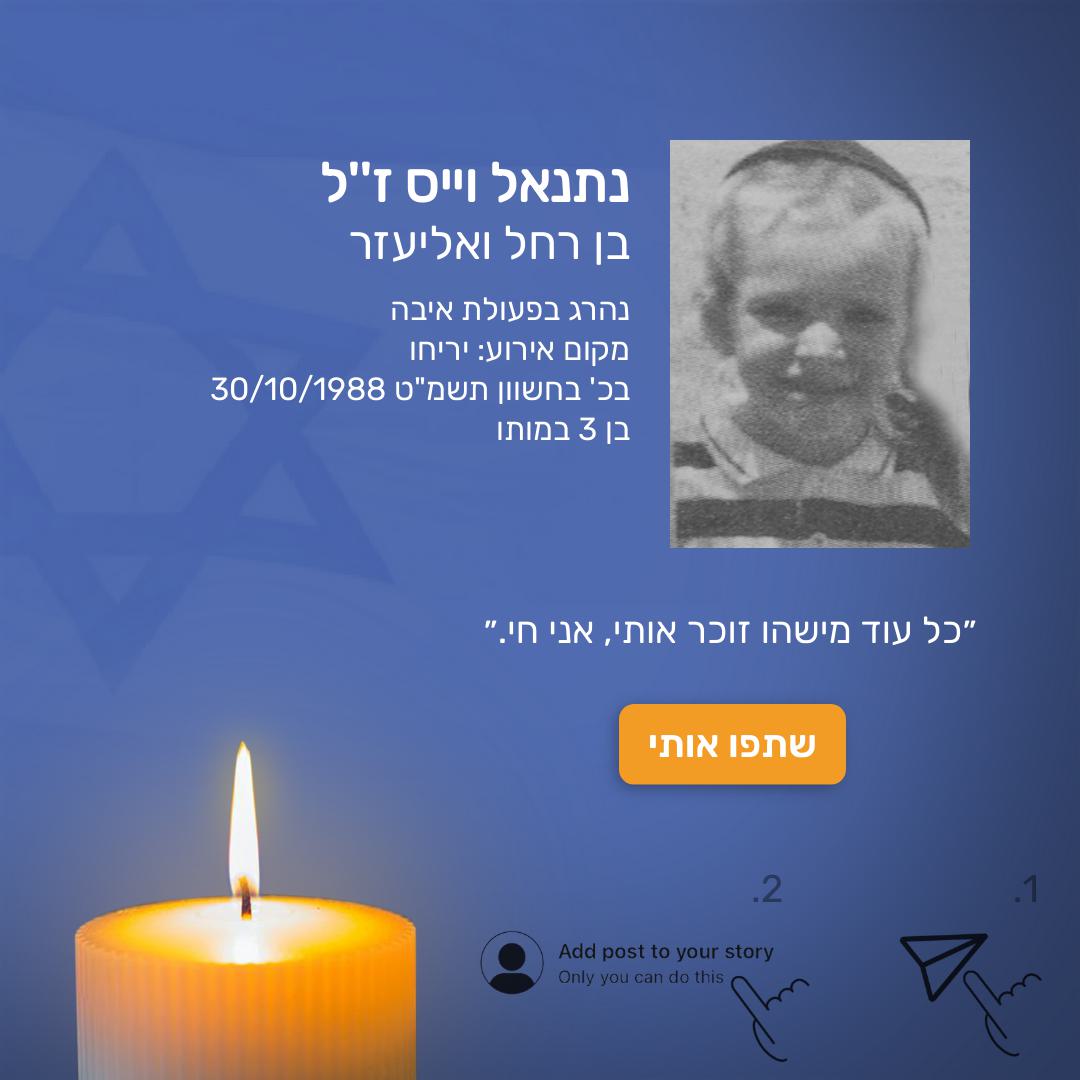 נתנאל וייס ז"ל
בן רחל ואליעזר
נהרג בפעולת איבה
מקום אירוע: יריחו
בכ' בחשוון תשמ"ט 30/10/1988
בן 3 במותו
״כל עוד מישהו זוכר אותי, אני חי.״
שתפו אותי
.1
.2
Add post to your story
Only you can do this